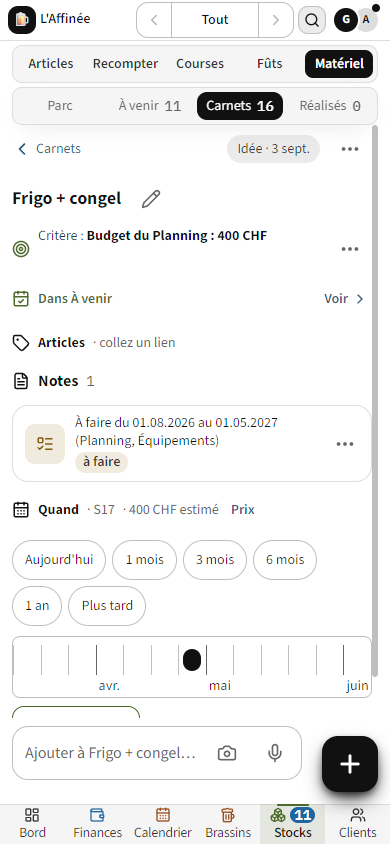 L'Affinée
Tout
G
A
Articles
Recompter
Courses
Fûts
Matériel
Parc
À venir 11
Carnets 16
Réalisés 0
Carnets
Idée · 3 sept.
Frigo + congel
Critère : Budget du Planning : 400 CHF
Dans À venir
Voir
Articles · collez un lien
Notes 1
À faire du 01.08.2026 au 01.05.2027
(Planning, Équipements)
à faire
Quand · S17 · 400 CHF estimé Prix
Aujourd'hui
1 mois
3 mois
6 mois
1 an
Plus tard
avr.
mai
juin
Ajouter à Frigo + congel…
11
Bord
Finances
Calendrier
Brassins
Stocks
Clients